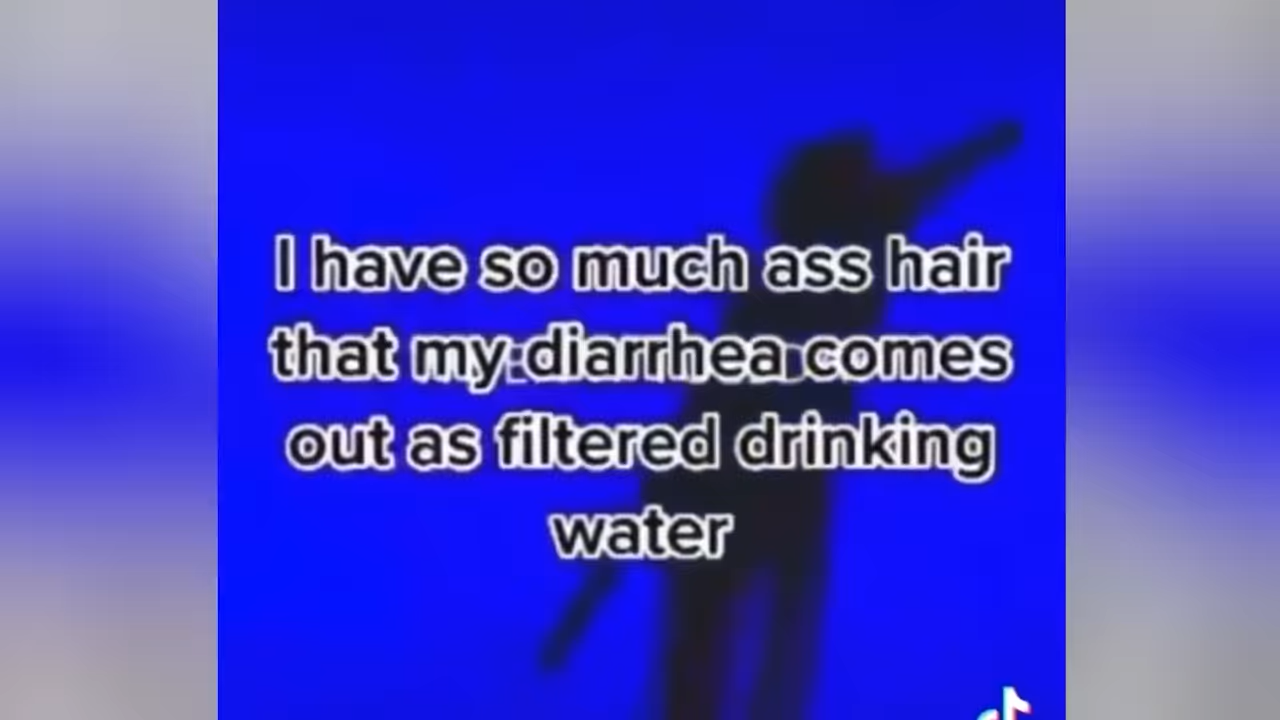 I have so much ass hair
that my diarrhea comes
out as filtered drinking
water